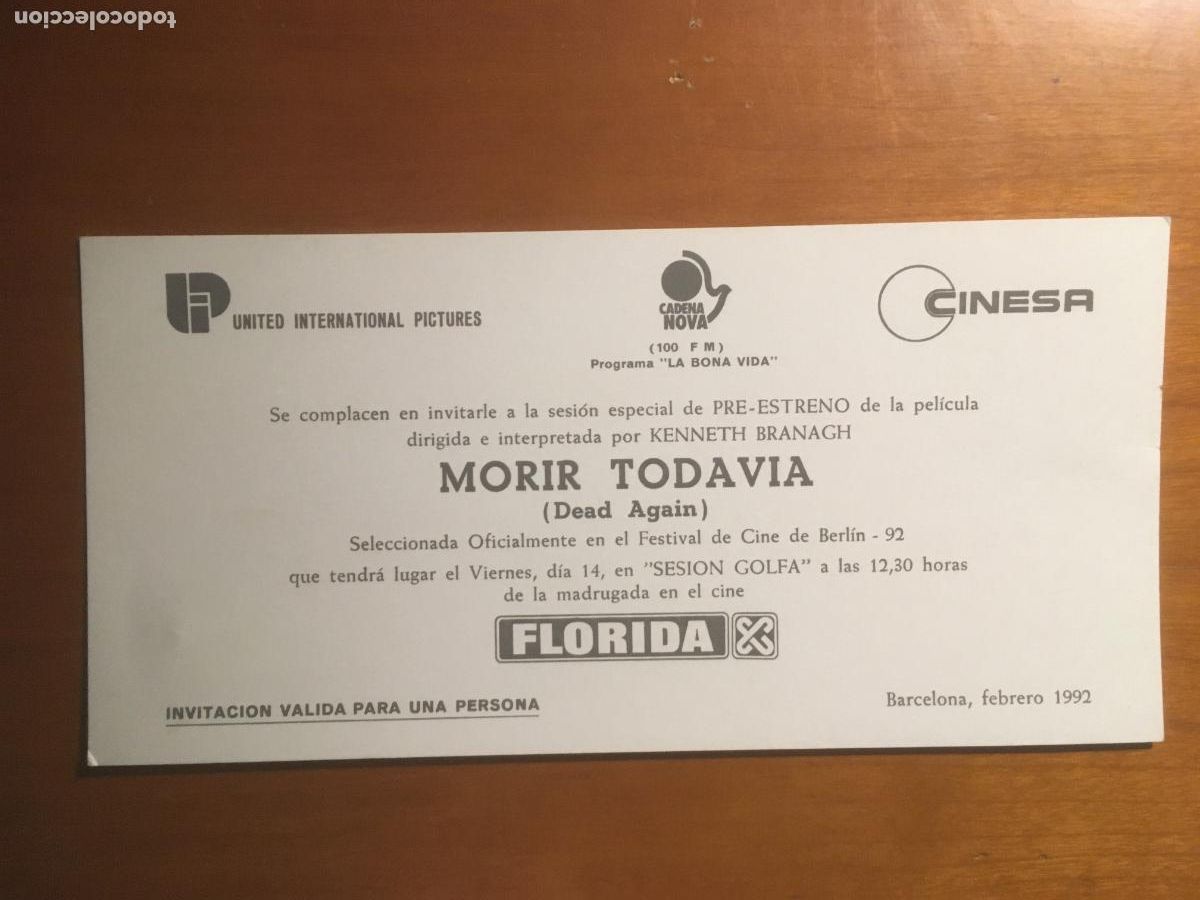 todocoleccion
UNITED INTERNATIONAL PICTURES
CADENA
NOVA
(100 F M)
Programa "LA BONA VIDA"
CINESA
Se complacen en invitarle a la sesión especial de PRE-ESTRENO de la película
dirigida e interpretada por KENNETH BRANAGH
MORIR TODAVIA
(Dead Again)
Seleccionada Oficialmente en el Festival de Cine de Berlín - 92
que tendrá lugar el Viernes, día 14, en "SESION GOLFA" a las 12,30 horas
de la madrugada en el cine
FLORIDA
INVITACION VALIDA PARA UNA PERSONA
Barcelona, febrero 1992